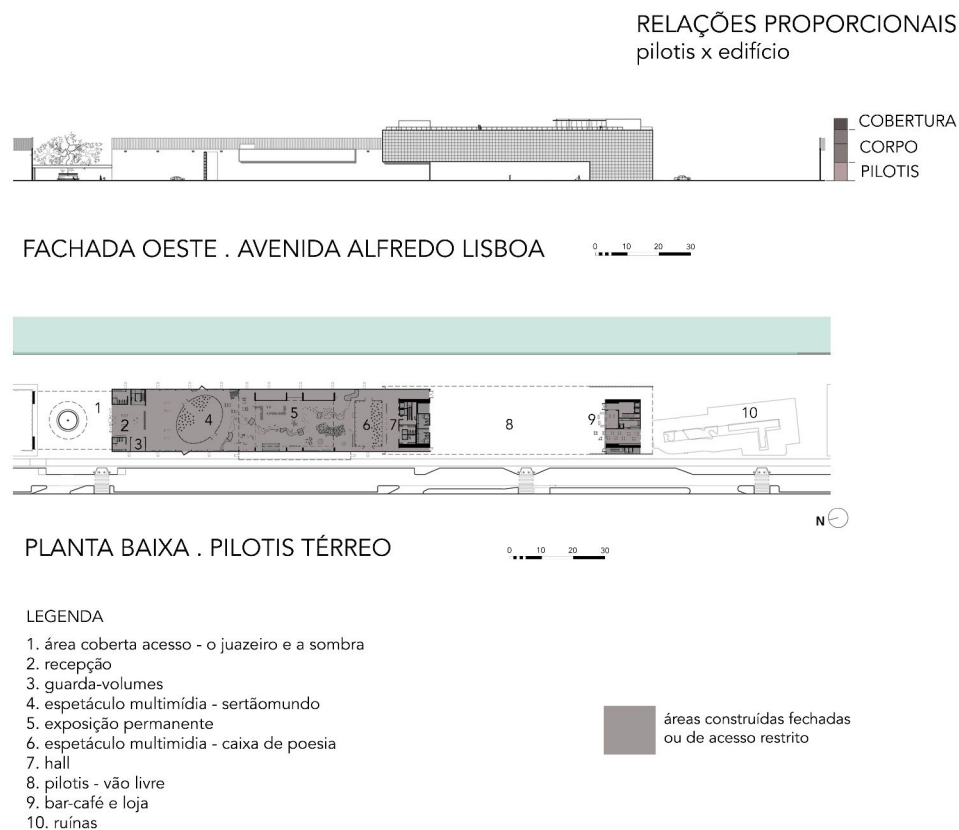 RELAÇÕES PROPORCIONAIS
pilotis x edifício
COBERTURA
CORPO
PILOTIS
FACHADA OESTE . AVENIDA ALFREDO LISBOA
0 10 20 30
1
2
3
4
5
6
7
8
9
10
N
PLANTA BAIXA . PILOTIS TÉRREO
0 10 20 30
LEGENDA
1. área coberta acesso - o juazeiro e a sombra
2. recepção
3. guarda-volumes
4. espetáculo multimídia - sertãomundo
5. exposição permanente
6. espetáculo multimidia - caixa de poesia
7. hall
8. pilotis - vão livre
9. bar-café e loja
10. ruínas
áreas construídas fechadas
ou de acesso restrito